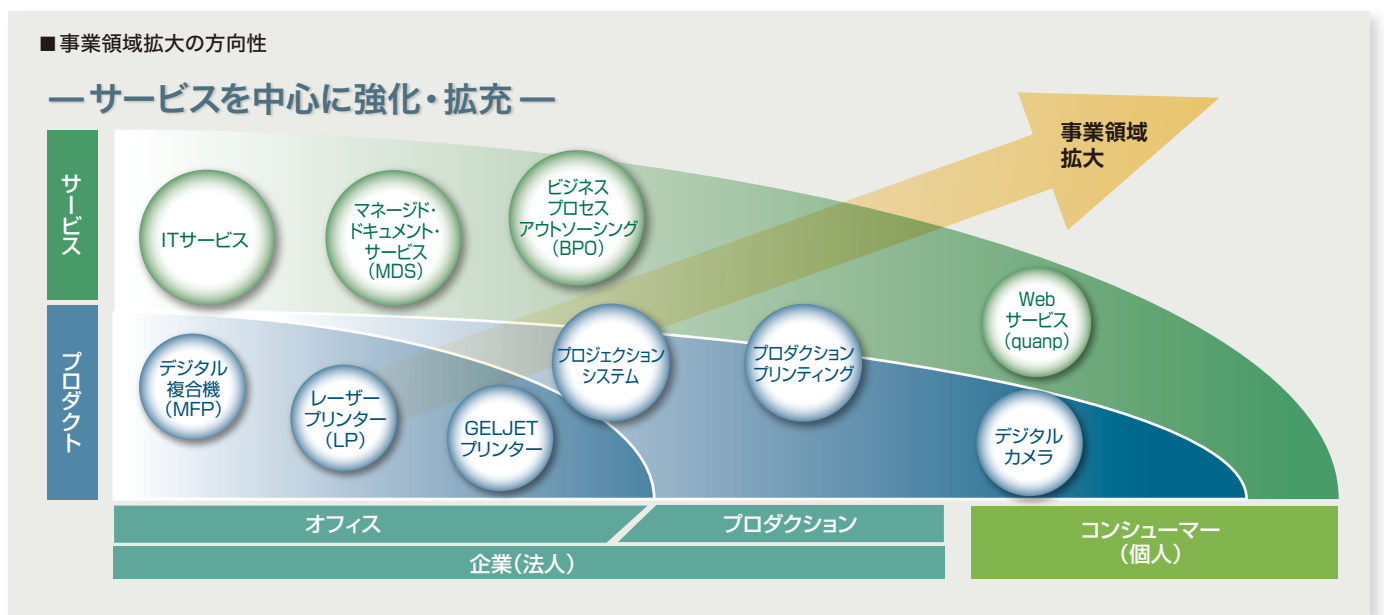 ■事業領域拡大の方向性
―サービスを中心に強化・拡充―
事業領域
拡大
サービス
ITサービス
マネージド・
ドキュメント・
サービス
(MDS)
ビジネス
プロセス
アウトソーシング
(BPO)
Web
サービス
(quanp)
プロダクト
デジタル
複合機
(MFP)
レーザー
プリンター
(LP)
GELJET
プリンター
プロジェクション
システム
プロダクション
プリンティング
デジタル
カメラ
オフィス
プロダクション
企業(法人)
コンシューマー
(個人)